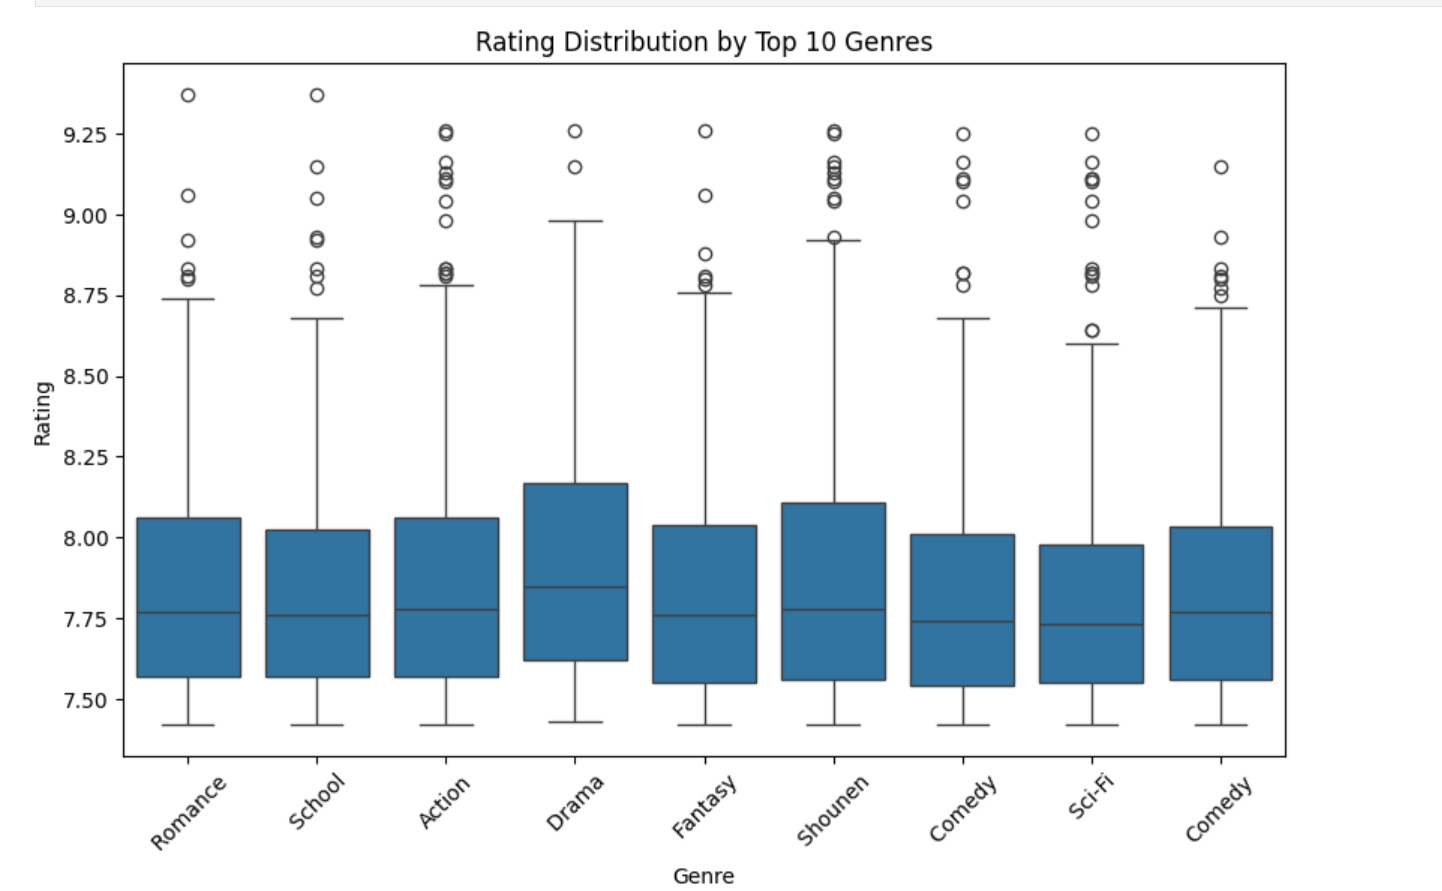 Rating Distribution by Top 10 Genres
Rating
9.25
9.00
8.75
8.50
8.25
8.00
7.75
7.50
Romance
School
Action
Drama
Fantasy
Shounen
Comedy
Sci-Fi
Comedy
Genre